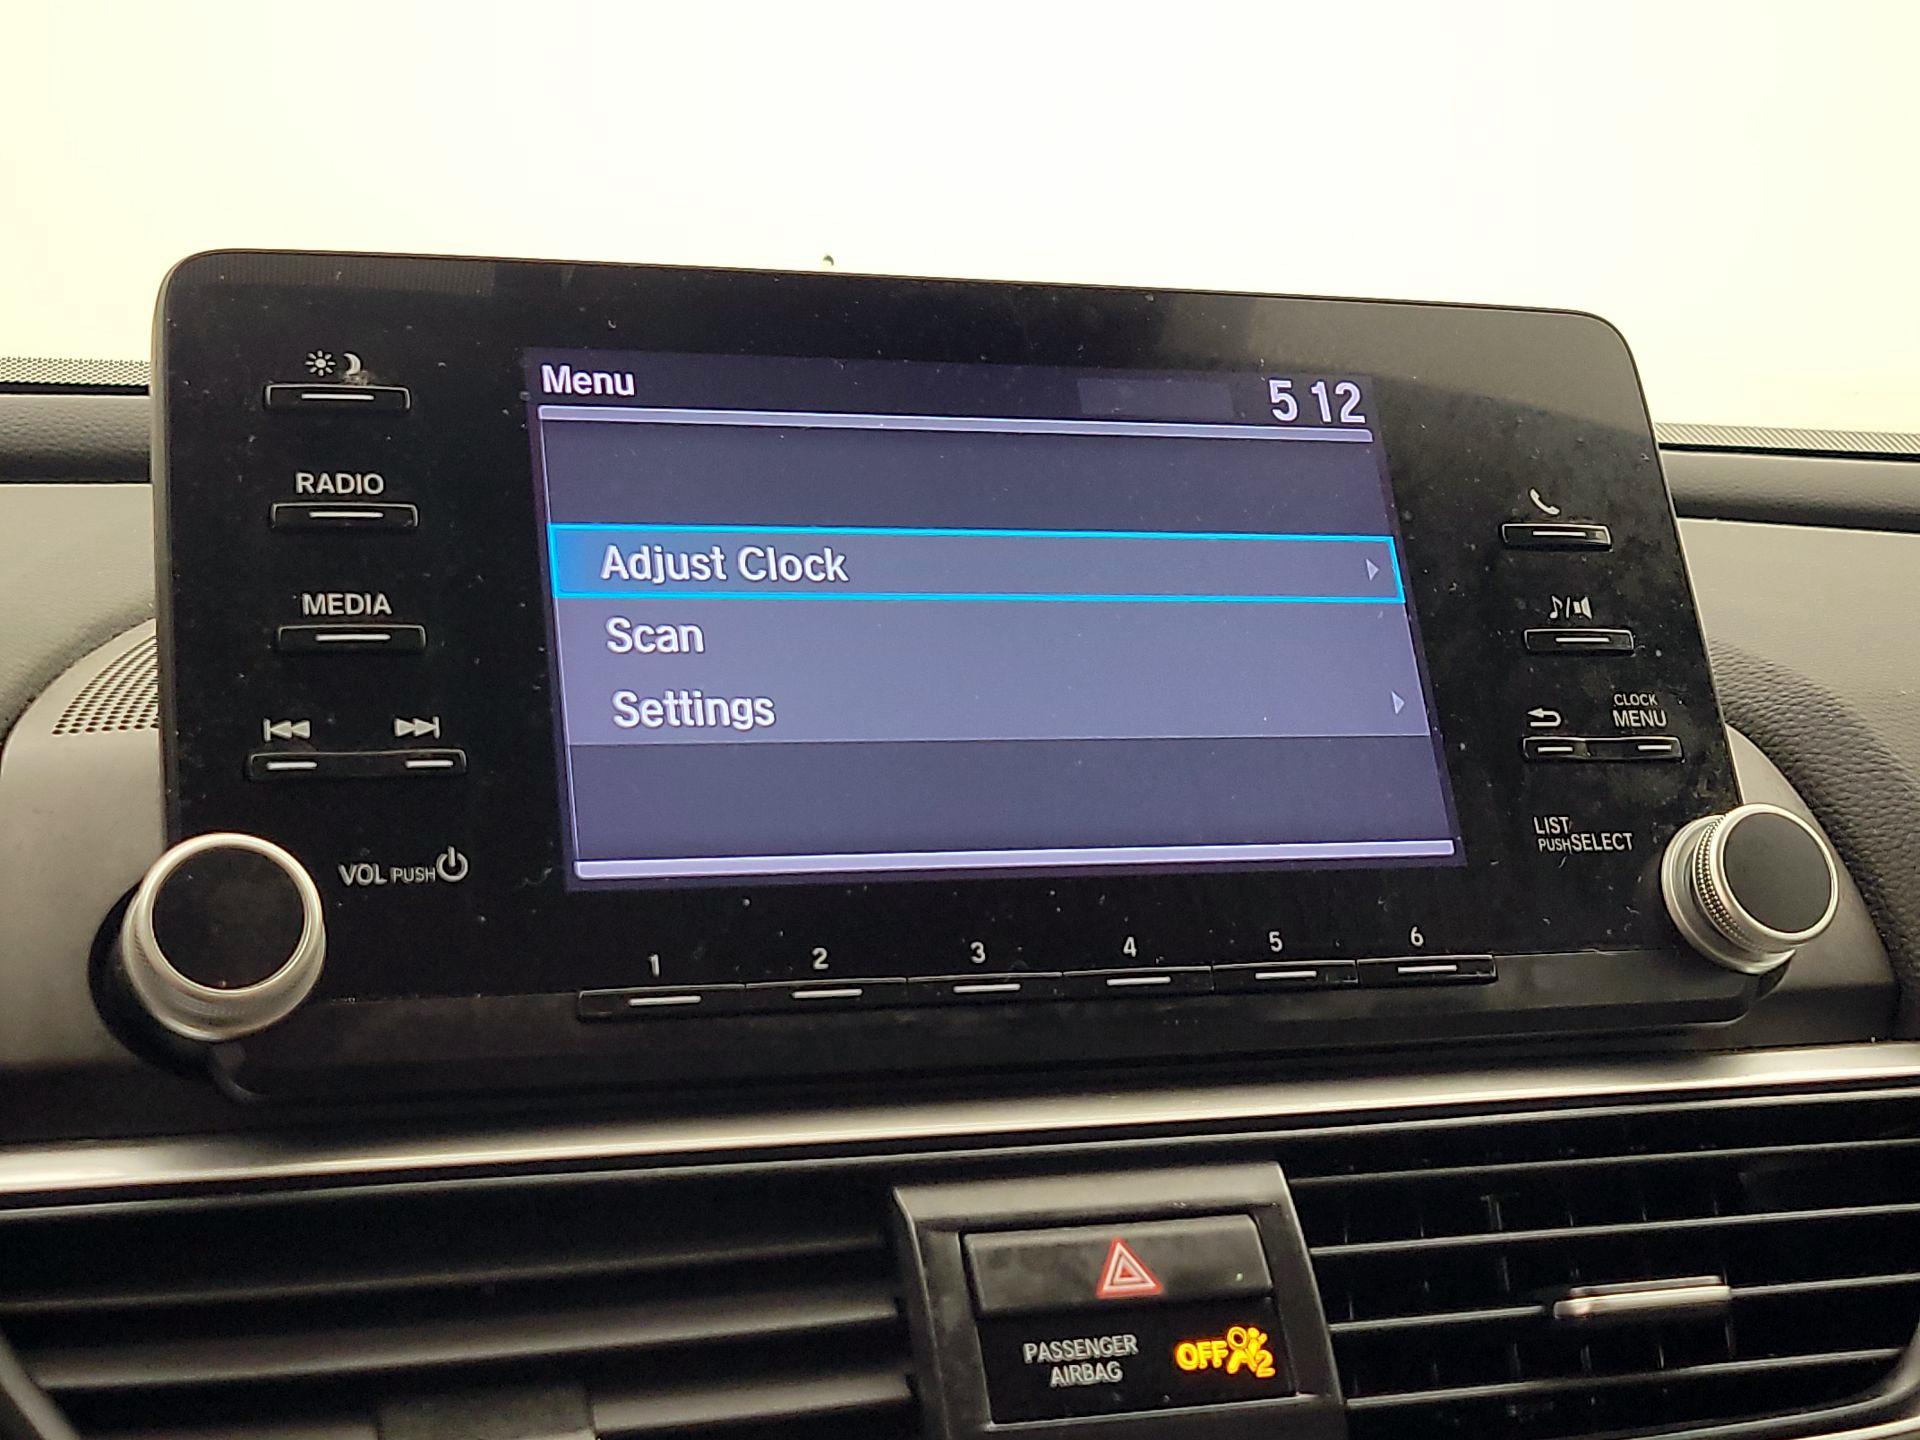 Menu 5 12
RADIO
Adjust Clock
MEDIA
Scan
Settings
CLOCK
MENU
VOL PUSH
LIST
PUSH SELECT
1 2 3 4 5 6
PASSENGER
AIRBAG
OFF 2